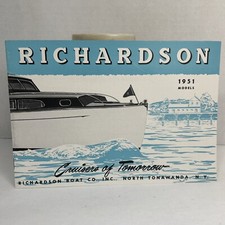 RICHARDSON
1951
MODELS
Cruisers of Tomorrow
RICHARDSON BOAT CO., INC., NORTH TONAWANDA, N. Y.